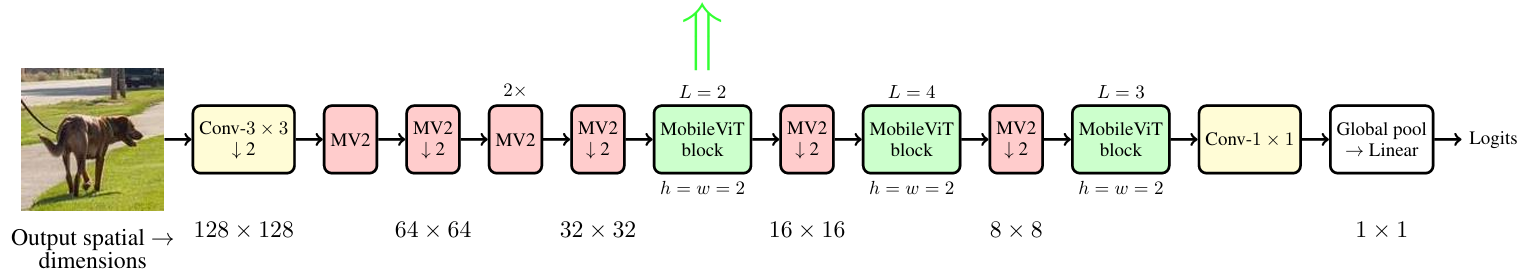 2×
L = 2
L = 4
L = 3
Conv-3 × 3
↓ 2
MV2
MV2
↓ 2
MV2
MV2
↓ 2
MobileViT
block
MV2
↓ 2
MobileViT
block
MV2
↓ 2
MobileViT
block
Conv-1 × 1
Global pool
→ Linear
Logits
h = w = 2
h = w = 2
h = w = 2
Output spatial →
dimensions
128 × 128
64 × 64
32 × 32
16 × 16
8 × 8
1 × 1